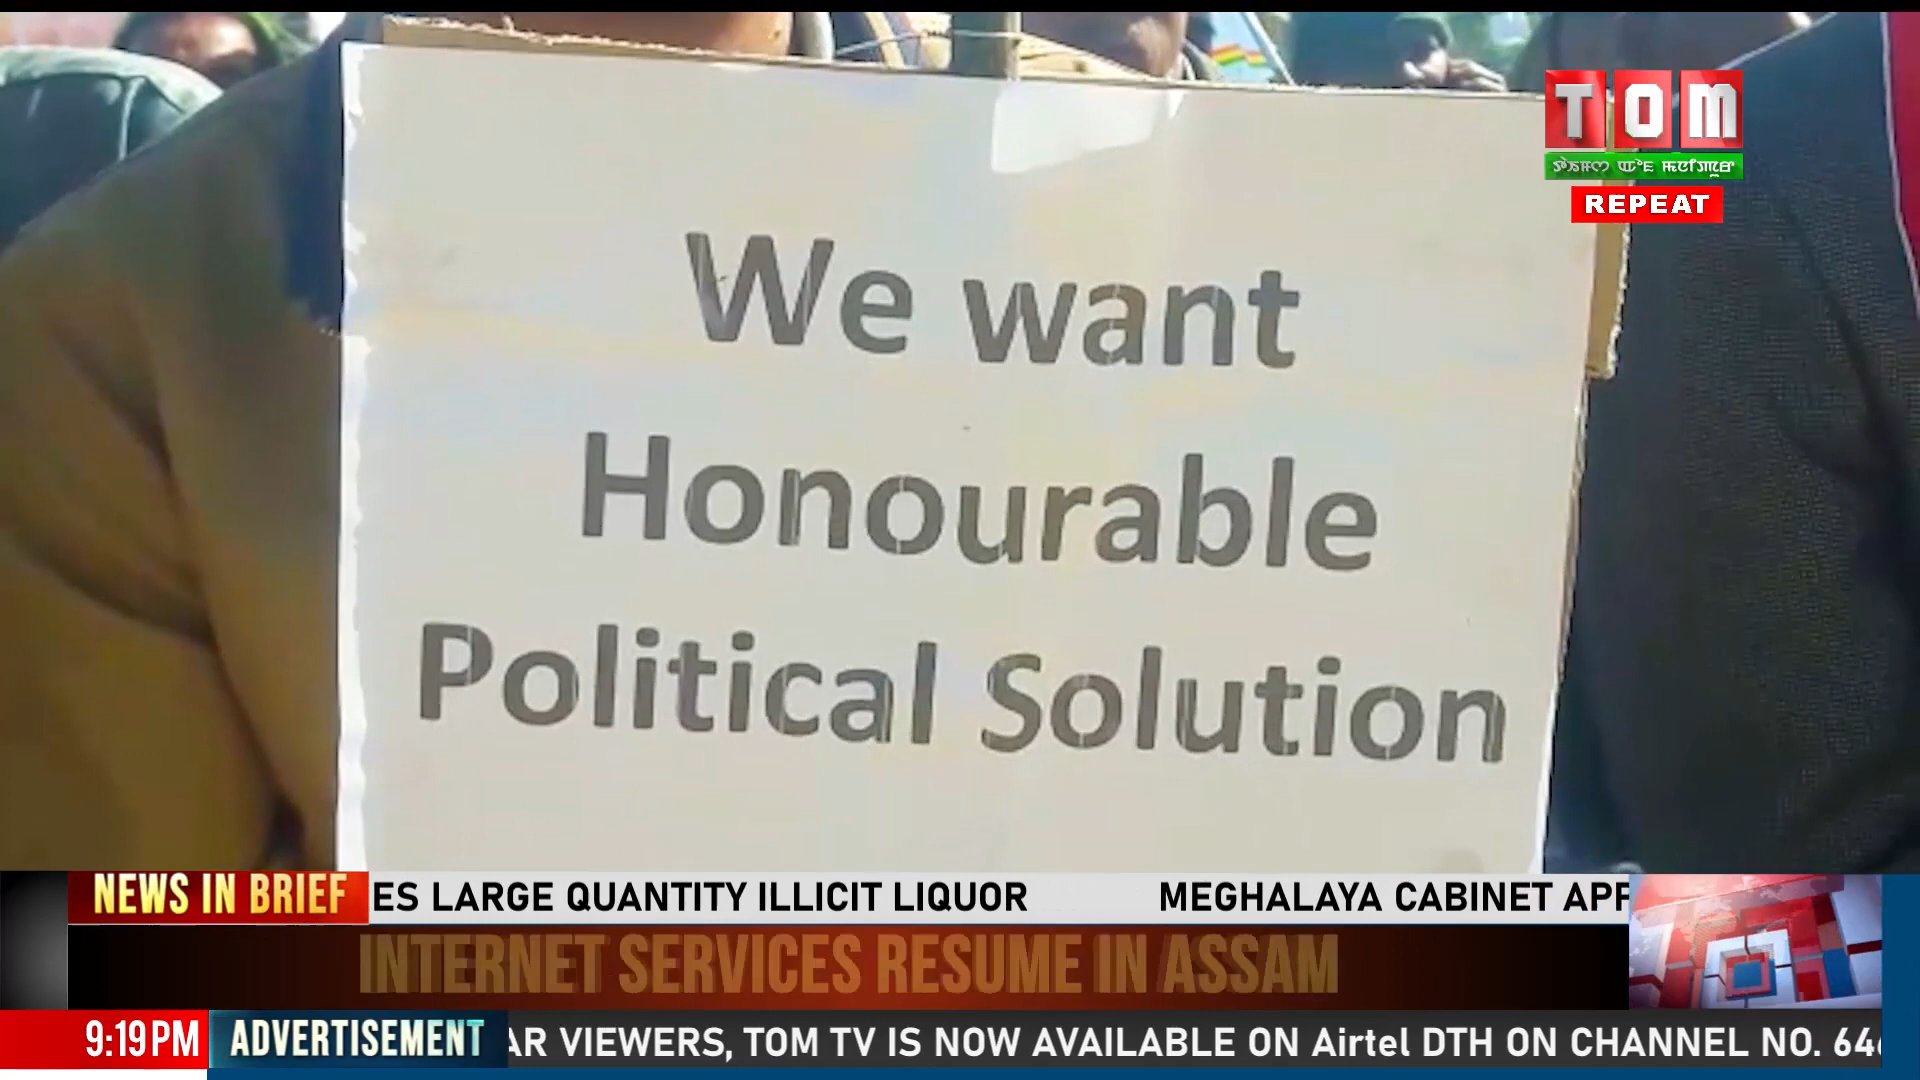 TOM
REPEAT
We want
Honourable
Political Solution
NEWS IN BRIEF
ES LARGE QUANTITY ILLICIT LIQUOR
MEGHALAYA CABINET APP
INTERNET SERVICES RESUME IN ASSAM
9:19PM
ADVERTISEMENT
AR VIEWERS, TOM TV IS NOW AVAILABLE ON Airtel DTH ON CHANNEL NO. 64